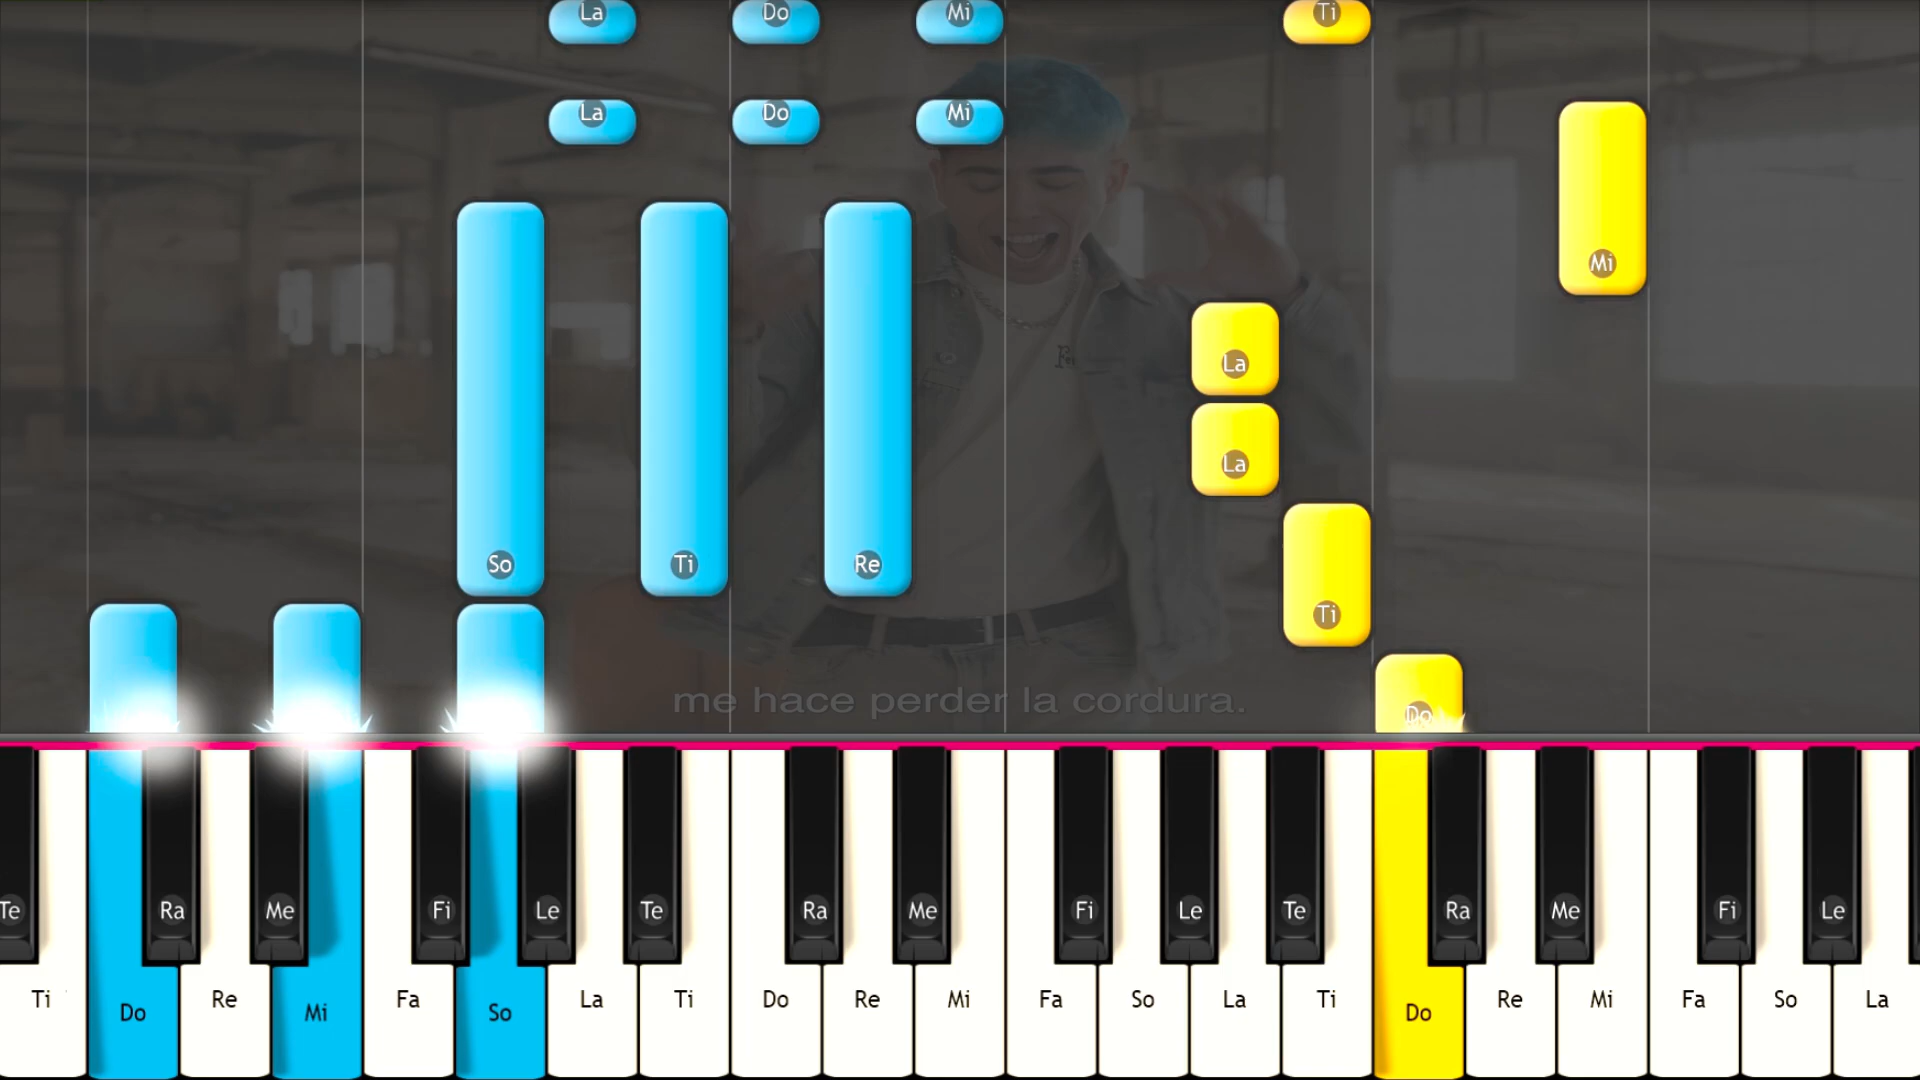 La Do Mi Ti
La Do Mi
Mi
La
La
So Ti Re
Ti
me hace perder la cordura.
Do
Te Ra Me Fi Le Te Ra Me Fi Le Te Ra Me Fi Le
Ti Do Re Mi Fa So La Ti Do Re Mi Fa So La Ti Do Re Mi Fa So La